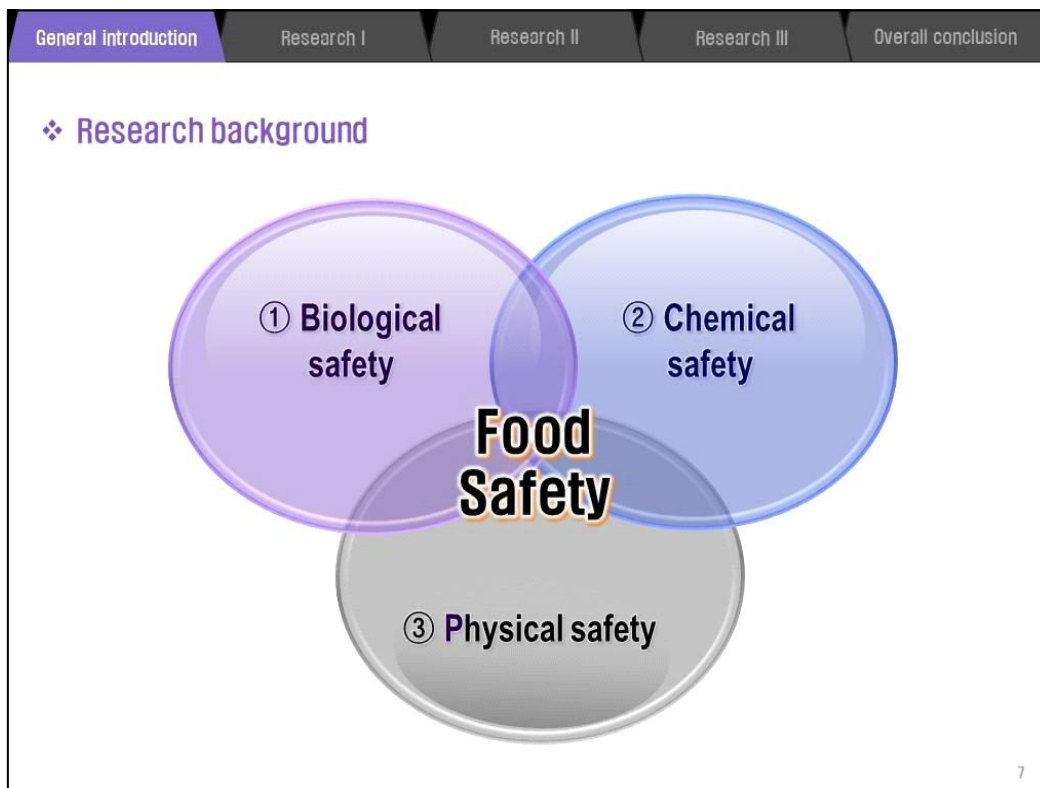 General introduction
Research I
Research II
Research III
Overall conclusion
❖ Research background
① Biological
safety
② Chemical
safety
Food
Safety
③ Physical safety
7